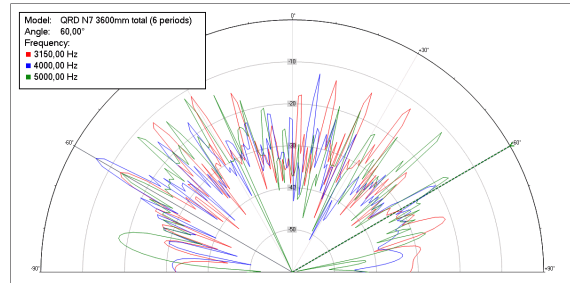 Model: QRD N7 3600mm total (6 periods)
Angle: 60,00°
Frequency:
3150,00 Hz
4000,00 Hz
5000,00 Hz
0°
+30°
60°
+60°
-90°
+90°
-10
-20
-30
-40
-50